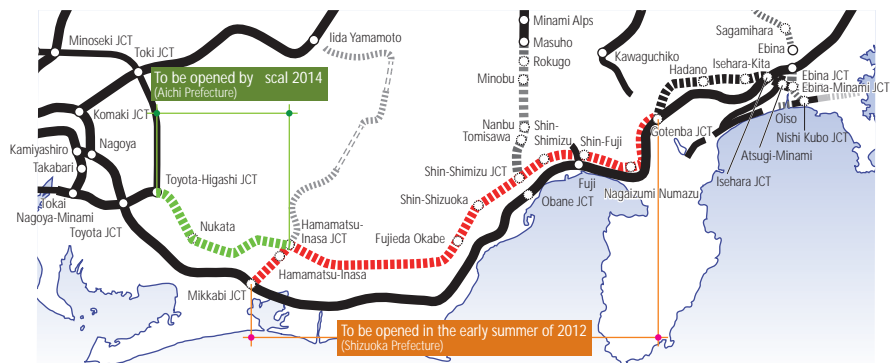 Minami Alps
Iida Yamamoto
Masuho
Sagamihara
Minoseki JCT
Toki JCT
Rokugo
Kawaguchiko
Ebina
Isehara-Kita
Hadano
To be opened by scal 2014
(Aichi Prefecture)
Minobu
Ebina JCT
Ebina-Minami JCT
Komaki JCT
Nanbu
Tomisawa
Shin-
Shimizu
Shin-Fuji
Gotenba JCT
Oiso
Nishi Kubo JCT
Kamiyashiro
Nagoya
Takabari
Atsugi-Minami
Toyota-Higashi JCT
Shin-Shimizu JCT
Fuji
Isehara JCT
Tokai
Nagoya-Minami
Nagaizumi Numazu
Shin-Shizuoka
Obane JCT
Toyota JCT
Nukata
Hamamatsu-
Inasa JCT
Fujieda Okabe
Hamamatsu-Inasa
Mikkabi JCT
To be opened in the early summer of 2012
(Shizuoka Prefecture)